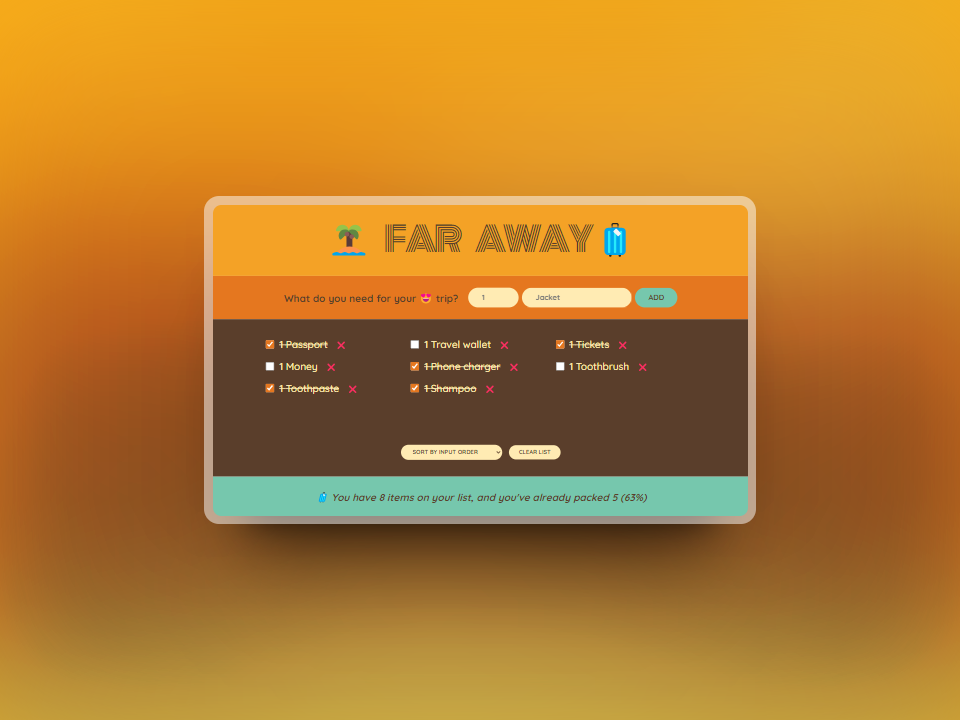 FAR AWAY
What do you need for your 😍 trip? 1 Jacket ADD
1 Passport 1 Travel wallet 1 Tickets
1 Money 1 Phone charger 1 Toothbrush
1 Toothpaste 1 Shampoo
SORT BY INPUT ORDER CLEAR LIST
You have 8 items on your list, and you've already packed 5 (63%)